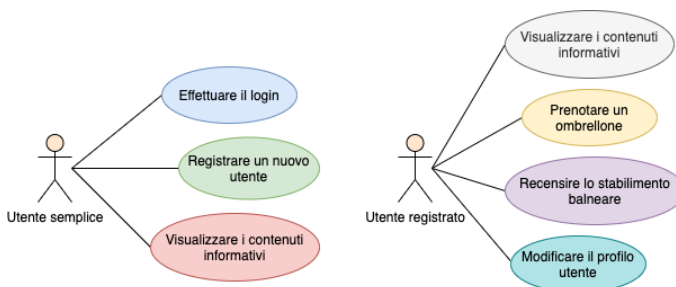 Effettuare il login
Registrare un nuovo
utente
Visualizzare i contenuti
informativi
Utente semplice
Visualizzare i contenuti
informativi
Prenotare un
ombrellone
Recensire lo stabilimento
balneare
Modificare il profilo
utente
Utente registrato